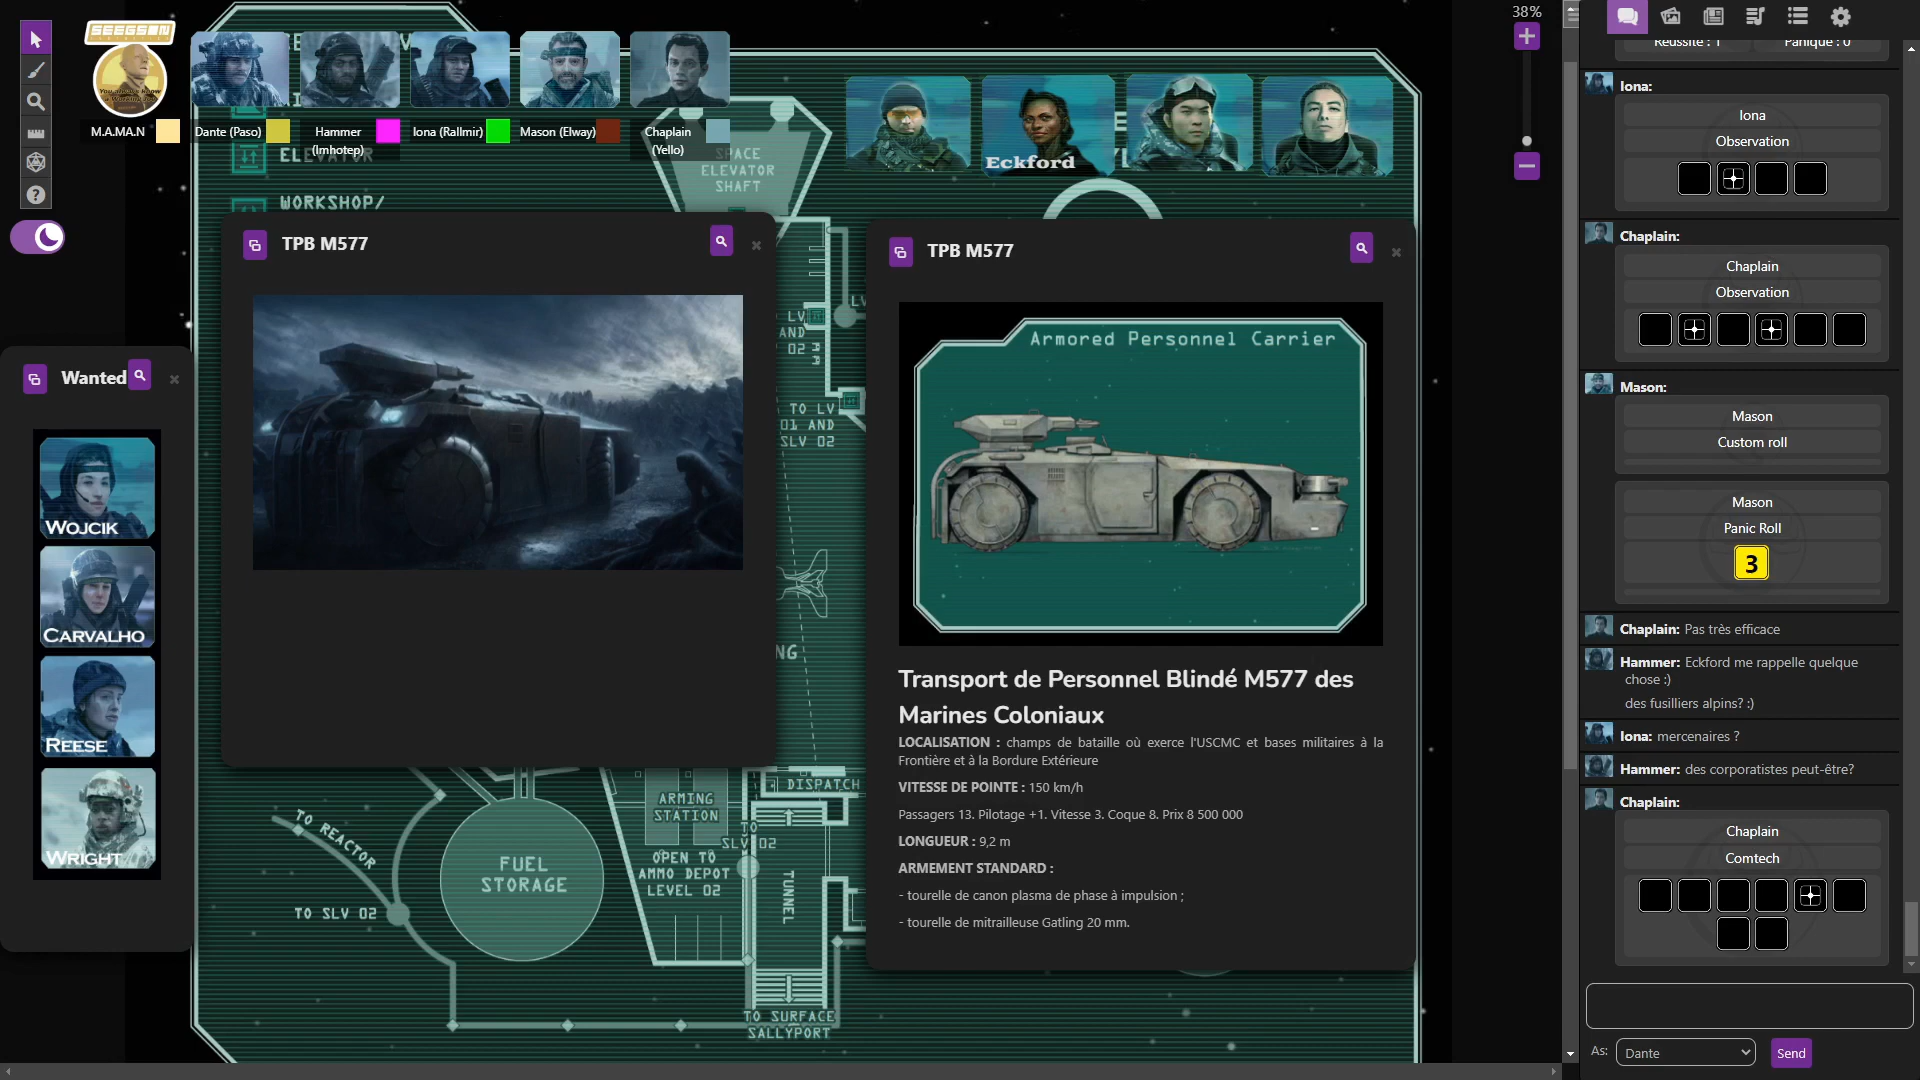 SEEGSON
M.A.MA.N
Dante (Paso)
Hammer
(Imhotep)
Iona (Rallmir)
Mason (Elway)
Chaplain
(Yello)
38%
Eckford
ELEVATOR
WORKSHOP/
SPACE
ELEVATOR
SHAFT
TPB M577
TPB M577
Wanted
WOJCIK
CARVALHO
REESE
WRIGHT
LV
AND
02
TO LV
01 AND
SLV 02
NG
Armored Personnel Carrier
Transport de Personnel Blindé M577 des
Marines Coloniaux
LOCALISATION : champs de bataille où exerce l'USCMC et bases militaires à la
Frontière et à la Bordure Extérieure
VITESSE DE POINTE : 150 km/h
Passagers 13. Pilotage +1. Vitesse 3. Coque 8. Prix 8 500 000
LONGUEUR : 9,2 m
ARMEMENT STANDARD :
- tourelle de canon plasma de phase à impulsion ;
- tourelle de mitrailleuse Gatling 20 mm.
DISPATCH
ARMING
STATION
TO
SLV 02
OPEN TO
AMMO DEPOT
LEVEL 02
TUNNEL
FUEL
STORAGE
TO REACTOR
TO SLV 02
TO SURFACE
SALLYPORT
Réussite : 1
Panique : 0
Iona:
Iona
Observation
Chaplain:
Chaplain
Observation
Mason:
Mason
Custom roll
Mason
Panic Roll
3
Chaplain: Pas très efficace
Hammer: Eckford me rappelle quelque
chose :)
des fusilliers alpins? :)
Iona: mercenaires ?
Hammer: des corporatistes peut-être?
Chaplain:
Chaplain
Comtech
As:
Dante
Send